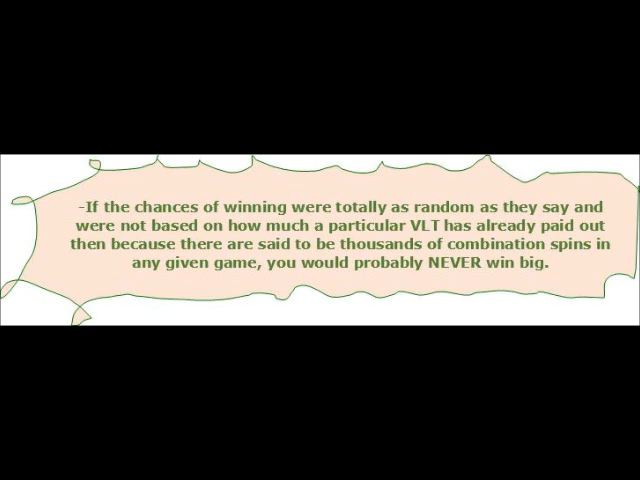 -If the chances of winning were totally as random as they say and
were not based on how much a particular VLT has already paid out
then because there are said to be thousands of combination spins in
any given game, you would probably NEVER win big.